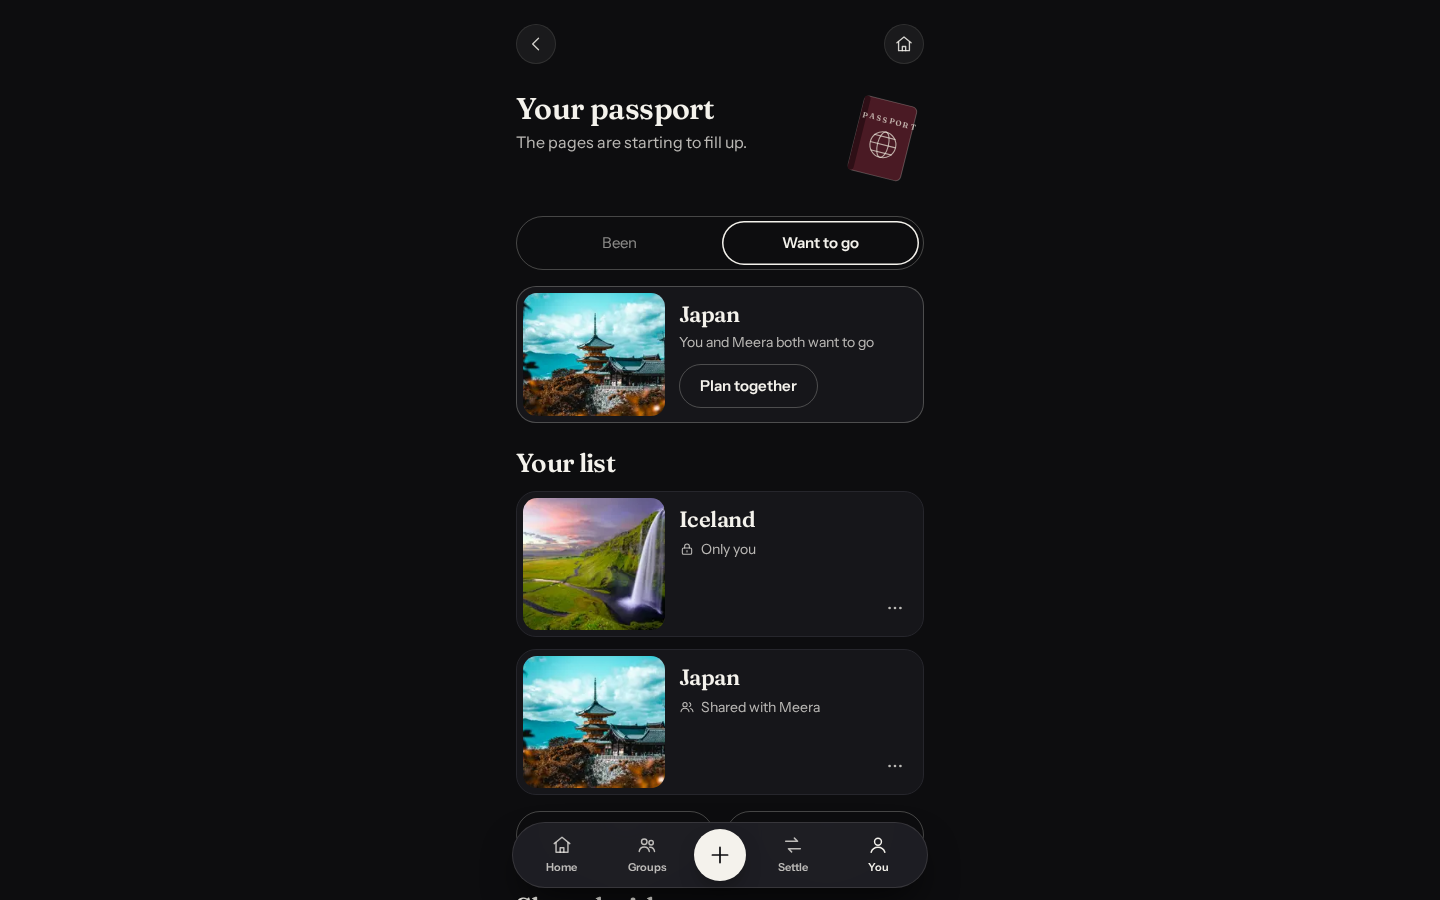 Your passport
The pages are starting to fill up.
PASSPORT
Been
Want to go
Japan
You and Meera both want to go
Plan together
Your list
Iceland
Only you
Japan
Shared with Meera
Home
Groups
Settle
You